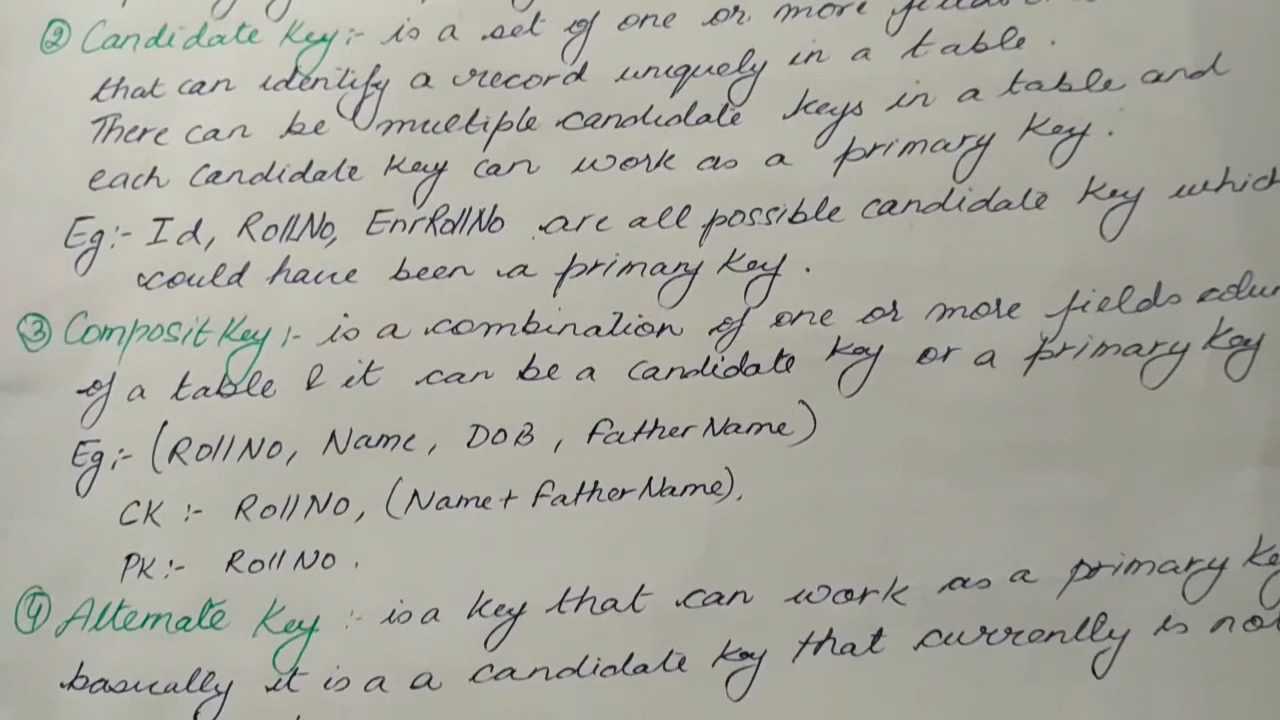 ② Candidate Key:- is a set of one or more fields
that can identify a record uniquely in a table.
There can be multiple candidate keys in a table and
each Candidate Key can work as a primary Key.
Eg:- Id, RollNo, EnrRollNo are all possible candidate Key which
could have been a primary Key.
③ Composit Key :- is a combination of one or more fields colu
of a table & it can be a candidate Key or a primary Key
Eg:- (RollNo, Name, DOB, FatherName)
CK :- RollNo, (Name + FatherName),
PK:- RollNo.
④ Alternate Key :- is a Key that can work as a primary Key
basically it is a a candidate Key that currently is not